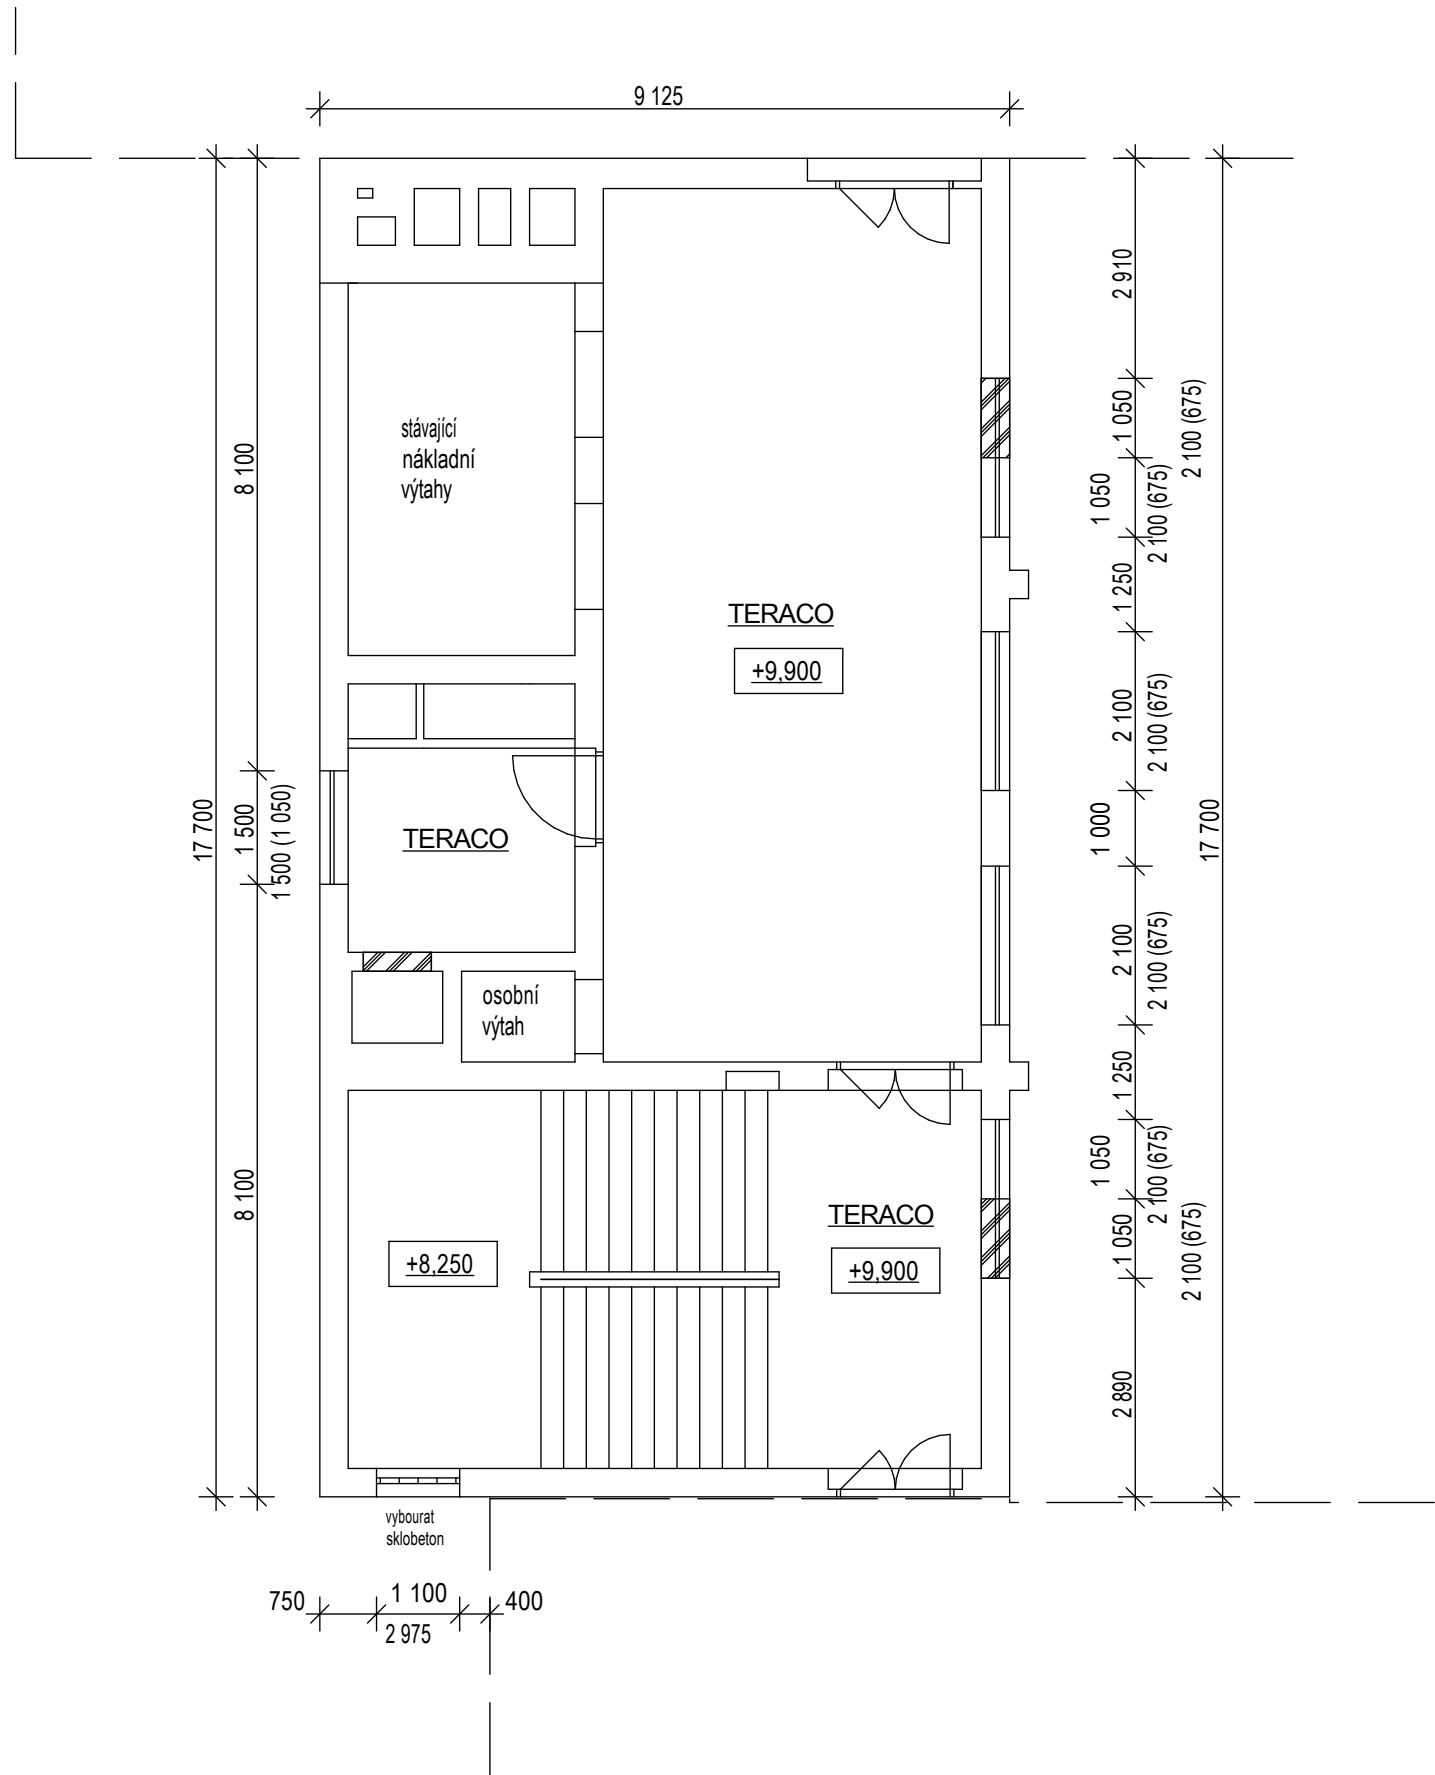 9 125
2 910
1 050
2 100 (675)
1 050
2 100 (675)
1 250
8 100
stávající
nákladní
výtahy
TERACO
+9,900
2 100
2 100 (675)
17 700
1 500
1 500 (1 050)
TERACO
1 000
17 700
2 100
2 100 (675)
osobní
výtah
1 250
1 050
2 100 (675)
8 100
TERACO
+8,250
+9,900
1 050
2 100 (675)
2 890
vybourat
sklobeton
750
1 100
400
2 975